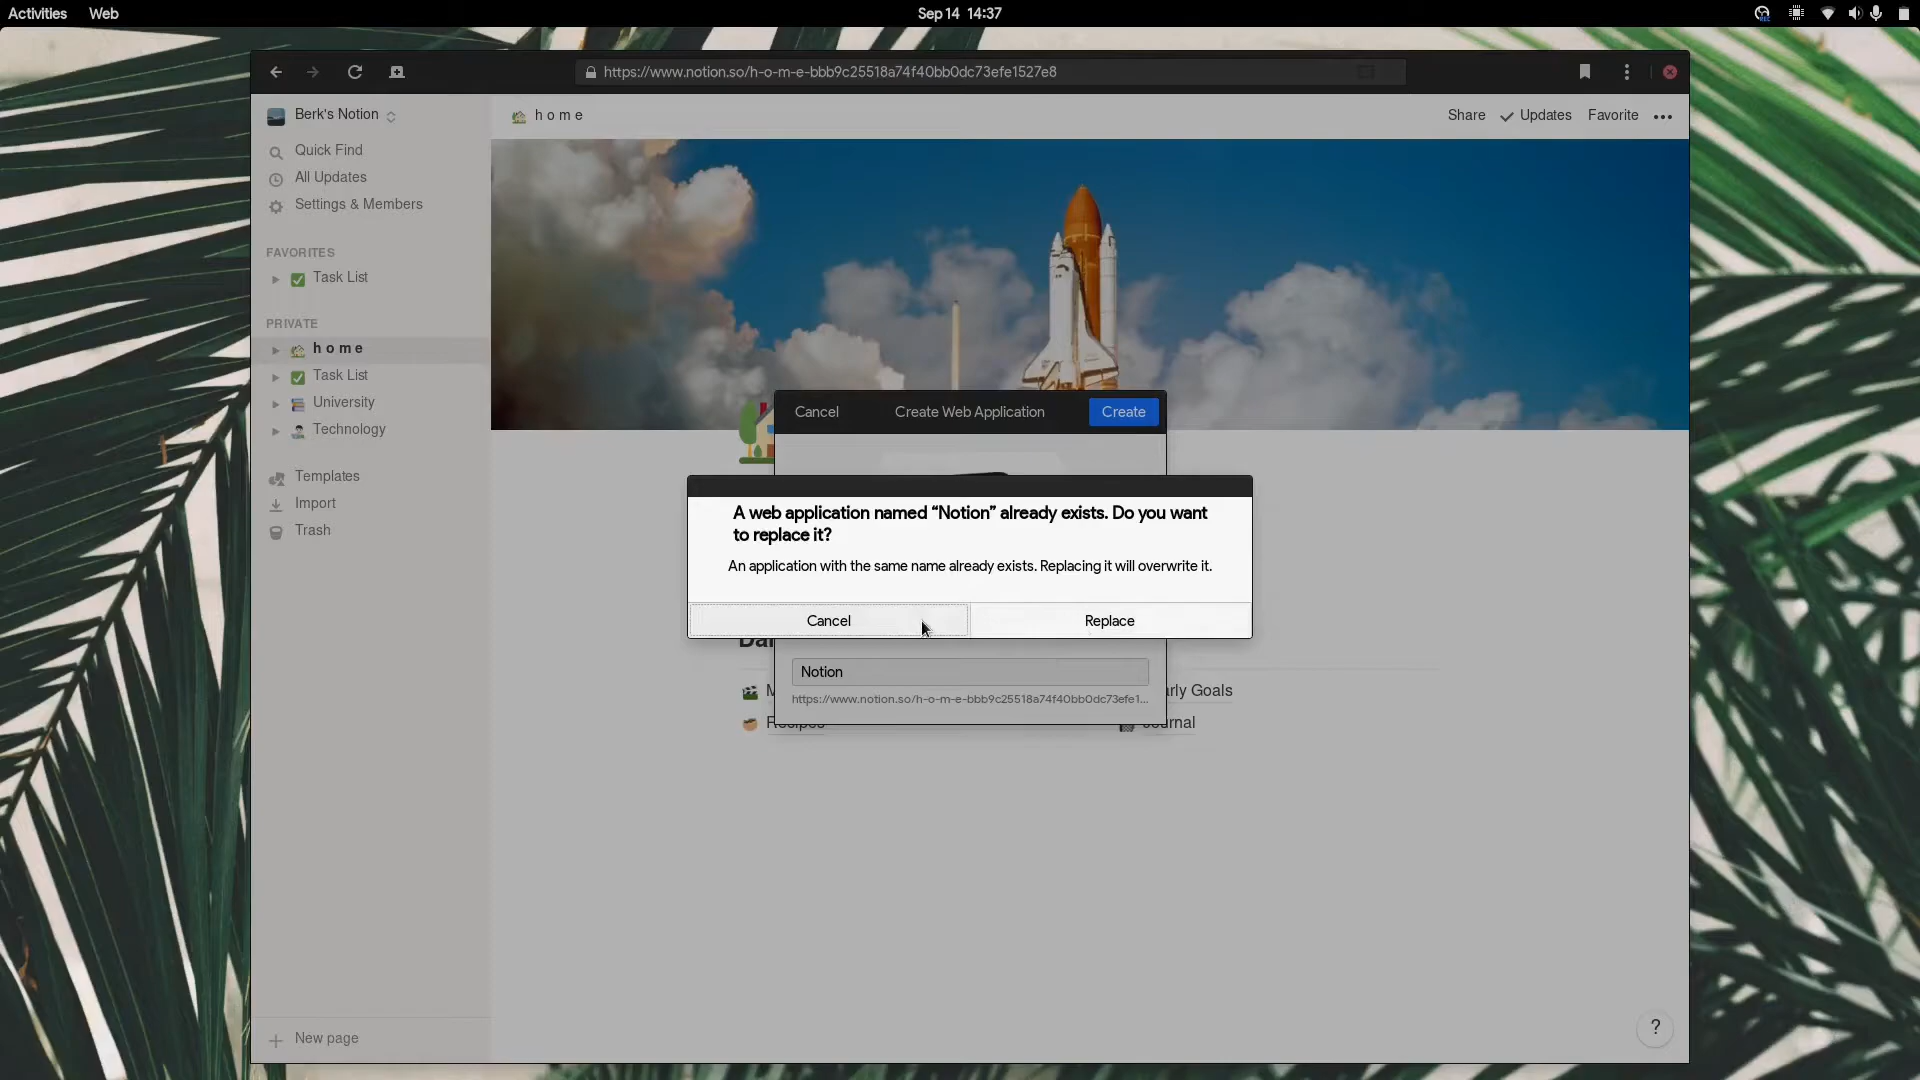 Activities Web Sep 14 14:37
https://www.notion.so/h-o-m-e-bbb9c25518a74f40bb0dc73efe1527e8
Berk's Notion
h o m e
Share Updates Favorite
Quick Find
All Updates
Settings & Members
FAVORITES
Task List
PRIVATE
h o m e
Task List
University
Technology
Templates
Import
Trash
New page
Cancel Create Web Application Create
A web application named “Notion” already exists. Do you want
to replace it?
An application with the same name already exists. Replacing it will overwrite it.
Cancel Replace
Notion
https://www.notion.so/h-o-m-e-bbb9c25518a74f40bb0dc73efe1...
Goals
Recipes Journal
?